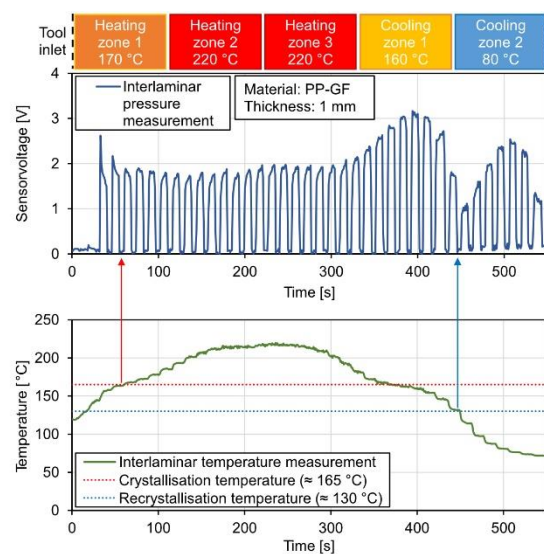 Tool
inlet
Heating
zone 1
170 °C
Heating
zone 2
220 °C
Heating
zone 3
220 °C
Cooling
zone 1
160 °C
Cooling
zone 2
80 °C
Interlaminar
pressure
measurement
Material: PP-GF
Thickness: 1 mm
Sensorvoltage [V]
4
3
2
1
0
0 100 200 300 400 500
Time [s]
Temperature [°C]
250
200
150
100
50
0
Interlaminar temperature measurement
Crystallisation temperature (≈ 165 °C)
Recrystallisation temperature (≈ 130 °C)
0 100 200 300 400 500
Time [s]